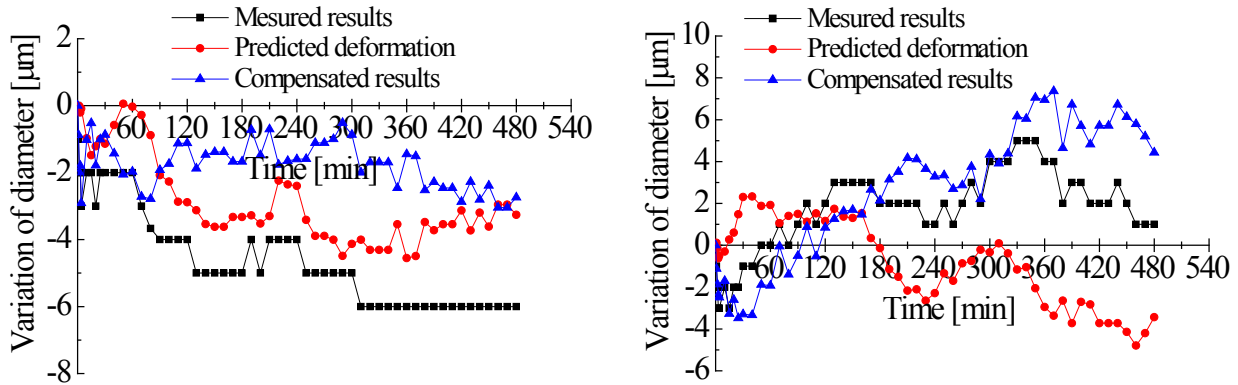 Mesured results
Predicted deformation
Compensated results
Variation of diameter [μm]
2
0
-2
-4
-6
-8
60 120 180 240 300 360 420 480 540
Time [min]
Mesured results
Predicted deformation
Compensated results
Variation of diameter [μm]
10
8
6
4
2
0
-2
-4
-6
60 120 180 240 300 360 420 480 540
Time [min]